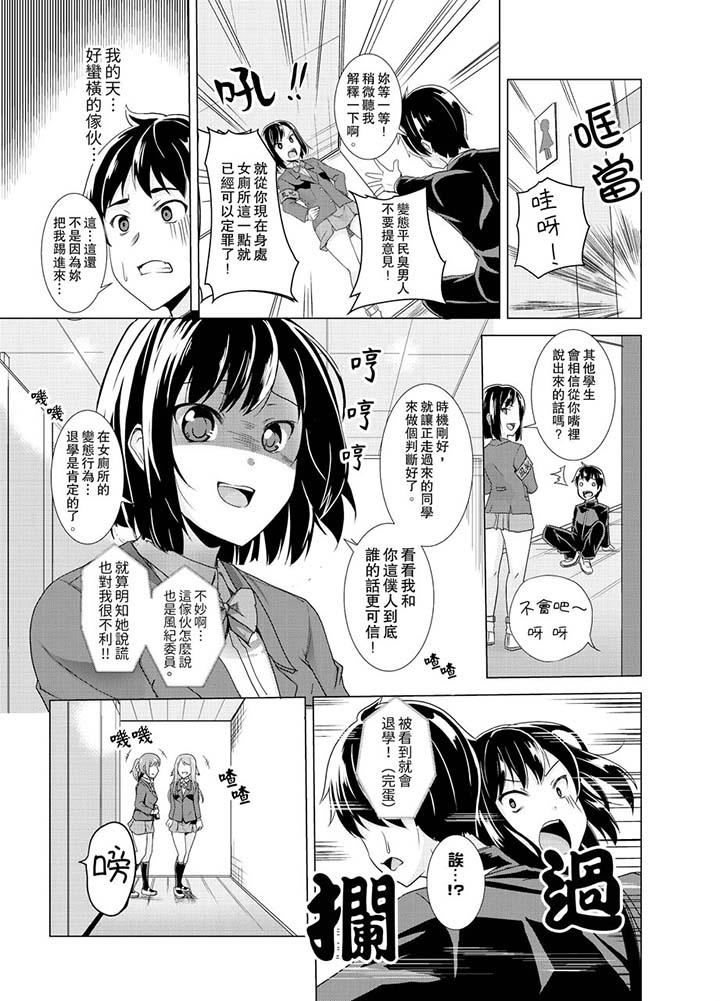 哐當
哇呀！
妳等一等！
稍微聽我
解釋一下啊。
吼!!
變態平民臭男人
不要提意見！
就從你現在身處
女廁所這一點就
已經可以定罪了！
我的天…
好蠻橫的傢伙…
這…這還
不是因為妳
把我踢進來…
其他學生
會相信從你嘴裡
說出來的話嗎？
不會吧～
呀 呀
哼
哼
哼
時機剛好，
就讓正走過來的同學
來做個判斷好了。
看看我和
你這僕人到底
誰的話更可信！
嘰嘰
在女廁所的
變態行為…
退學是肯定的了。
不妙啊…
這傢伙怎麼說
也是風紀委員。
就算明知她說謊
也對我很不利!!
喳喳
被看到就會
退學！（完蛋）
誒…!?
過
攔
嘰嘰
喳喳
嗙